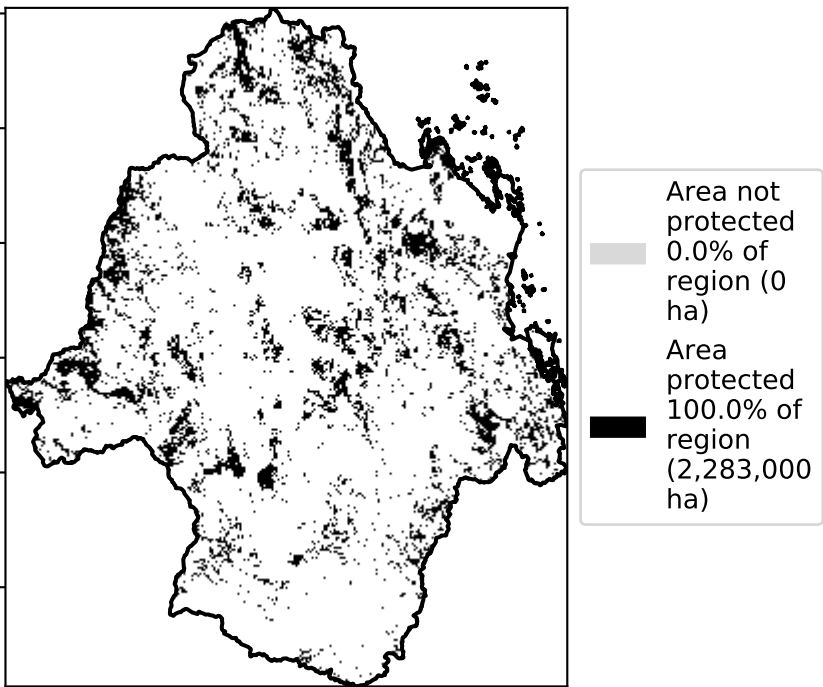 Area not
protected
0.0% of
region (0
ha)
Area
protected
100.0% of
region
(2,283,000
ha)